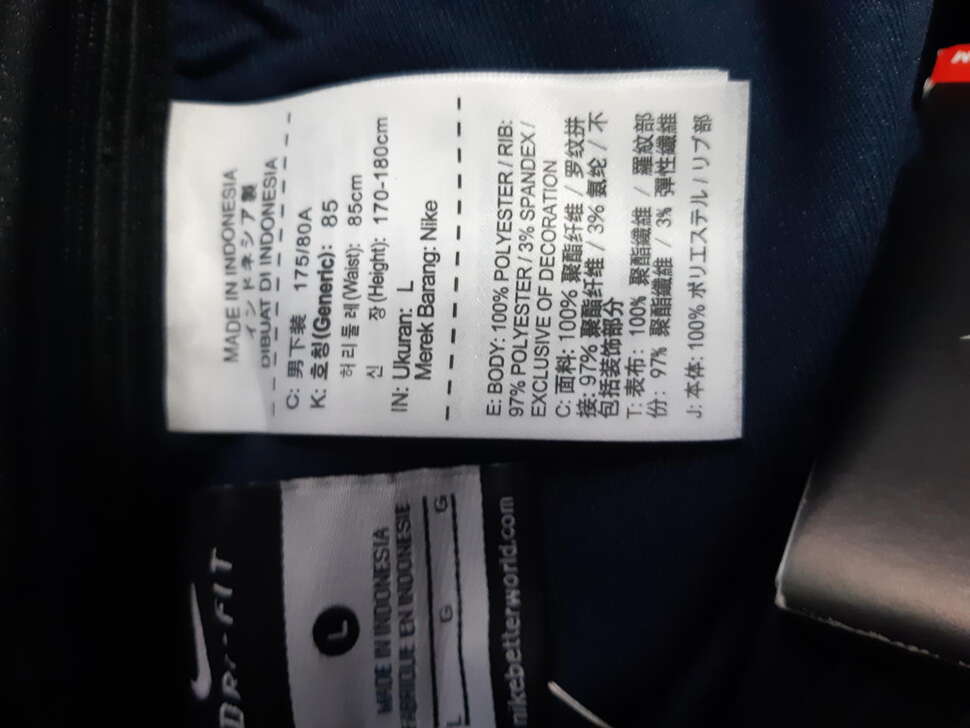 MADE IN INDONESIA
インドネシア製
DIBUAT DI INDONESIA
C: 男下装 175/80A
K: 호칭(Generic): 85
허리둘레(Waist): 85cm
신 장(Height): 170-180cm
IN: Ukuran: L
Merek Barang: Nike
E: BODY: 100% POLYESTER / RIB:
97% POLYESTER / 3% SPANDEX /
EXCLUSIVE OF DECORATION
C: 面料: 100% 聚酯纤维 / 罗纹拼
接: 97% 聚酯纤维 / 3% 氨纶 / 不
包括装饰部分
T: 表布: 100% 聚酯纖維 / 羅紋部
份: 97% 聚酯纖維 / 3% 彈性纖維
J: 本体: 100% ポリエステル / リブ部
DRI-FIT
L
MADE IN INDONESIA
FABRIQUE EN INDONESIE
L G G
nikebetterworld.com